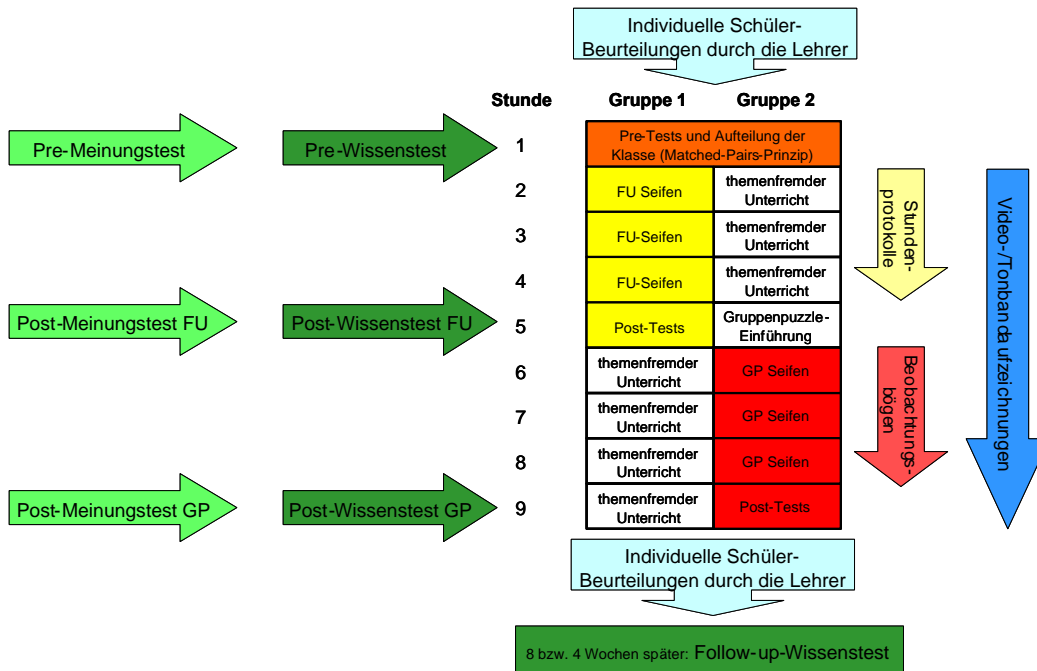 Individuelle Schüler-
Beurteilungen durch die Lehrer
Stunde Gruppe 1 Gruppe 2
Pre-Meinungstest
Pre-Wissenstest
1
Pre-Tests und Aufteilung der
Klasse (Matched-Pairs-Prinzip)
2
FU Seifen
themenfremder
Unterricht
3
FU-Seifen
themenfremder
Unterricht
4
FU-Seifen
themenfremder
Unterricht
Post-Meinungstest FU
Post-Wissenstest FU
5
Post-Tests
Gruppenpuzzle-
Einführung
6
themenfremder
Unterricht
GP Seifen
7
themenfremder
Unterricht
GP Seifen
8
themenfremder
Unterricht
GP Seifen
Post-Meinungstest GP
Post-Wissenstest GP
9
themenfremder
Unterricht
Post-Tests
Stunden-
protokolle
Beobachtungs-
bögen
Video-/Tonbandaufzeichnungen
Individuelle Schüler-
Beurteilungen durch die Lehrer
8 bzw. 4 Wochen später: Follow-up-Wissenstest